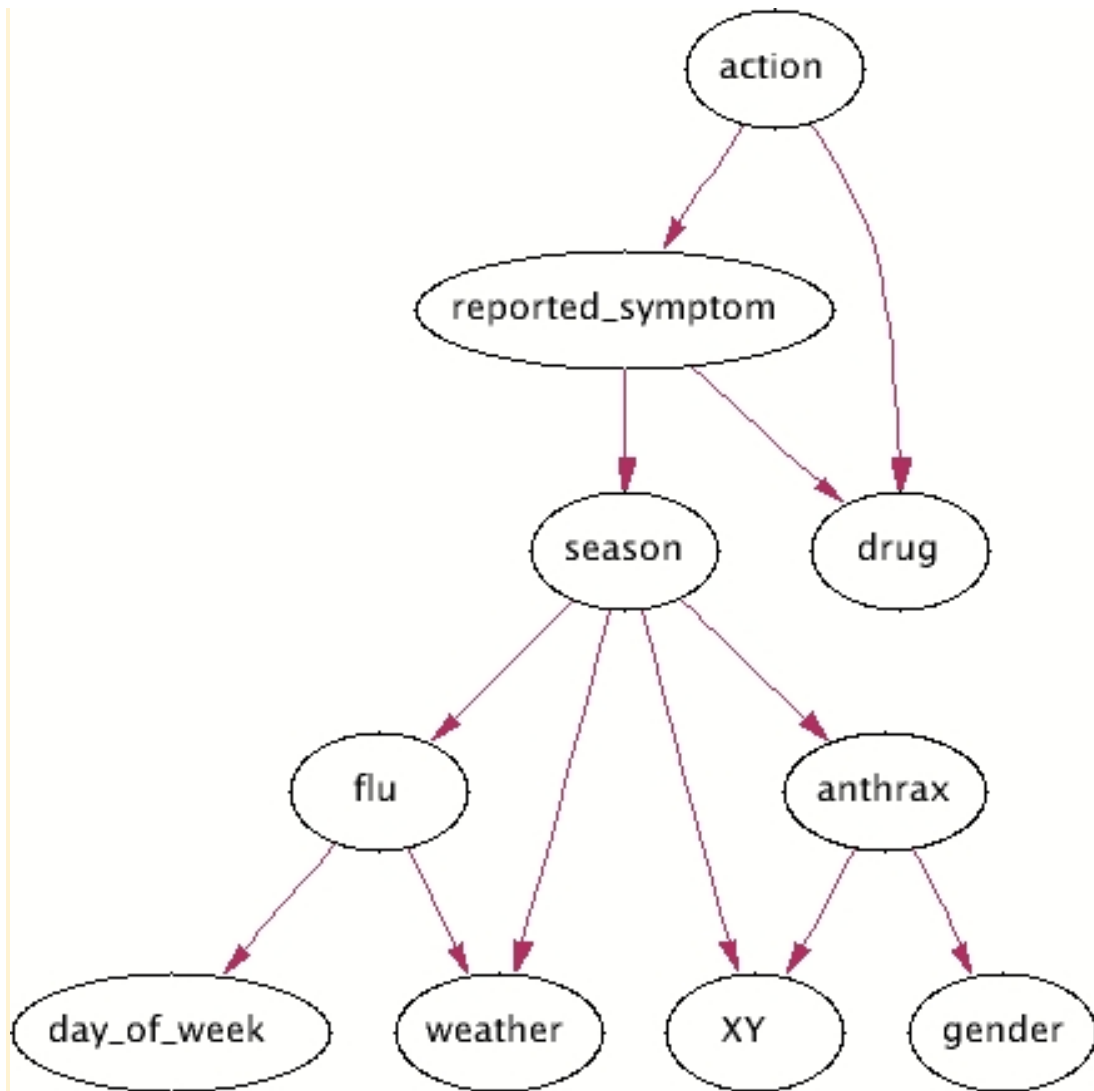 action
reported_symptom
season
drug
flu
anthrax
day_of_week
weather
XY
gender